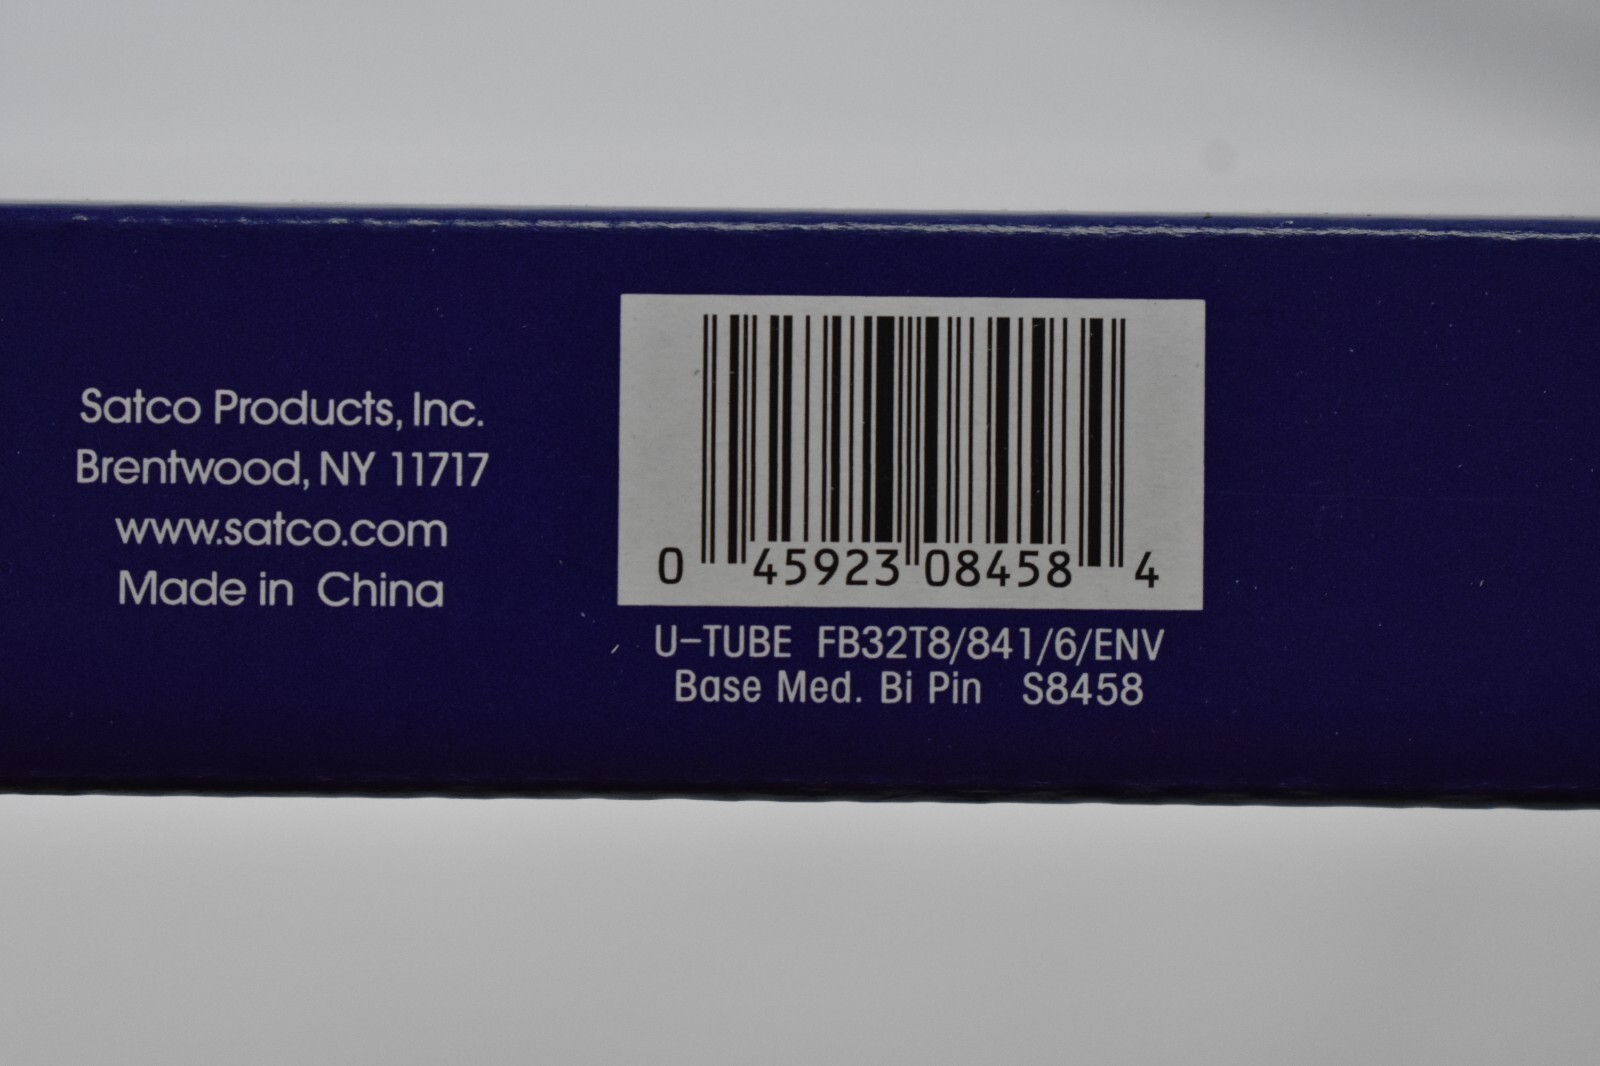 Satco Products, Inc.
Brentwood, NY 11717
www.satco.com
Made in China
0 45923 08458 4
U-TUBE FB32T8/841/6/ENV
Base Med. Bi Pin S8458